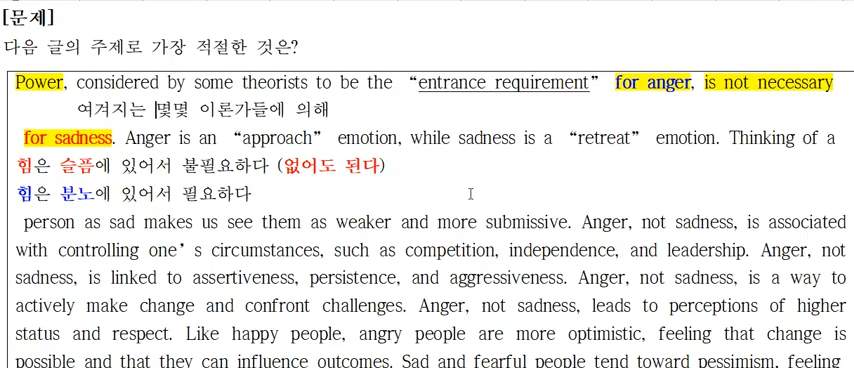 [문제]
다음 글의 주제로 가장 적절한 것은?
Power, considered by some theorists to be the “entrance requirement” for anger, is not necessary
여겨지는 몇몇 이론가들에 의해
for sadness. Anger is an “approach” emotion, while sadness is a “retreat” emotion. Thinking of a
힘은 슬픔에 있어서 불필요하다 (없어도 된다)
힘은 분노에 있어서 필요하다
person as sad makes us see them as weaker and more submissive. Anger, not sadness, is associated
with controlling one’s circumstances, such as competition, independence, and leadership. Anger, not
sadness, is linked to assertiveness, persistence, and aggressiveness. Anger, not sadness, is a way to
actively make change and confront challenges. Anger, not sadness, leads to perceptions of higher
status and respect. Like happy people, angry people are more optimistic, feeling that change is
possible and that they can influence outcomes. Sad and fearful people tend toward pessimism, feeling